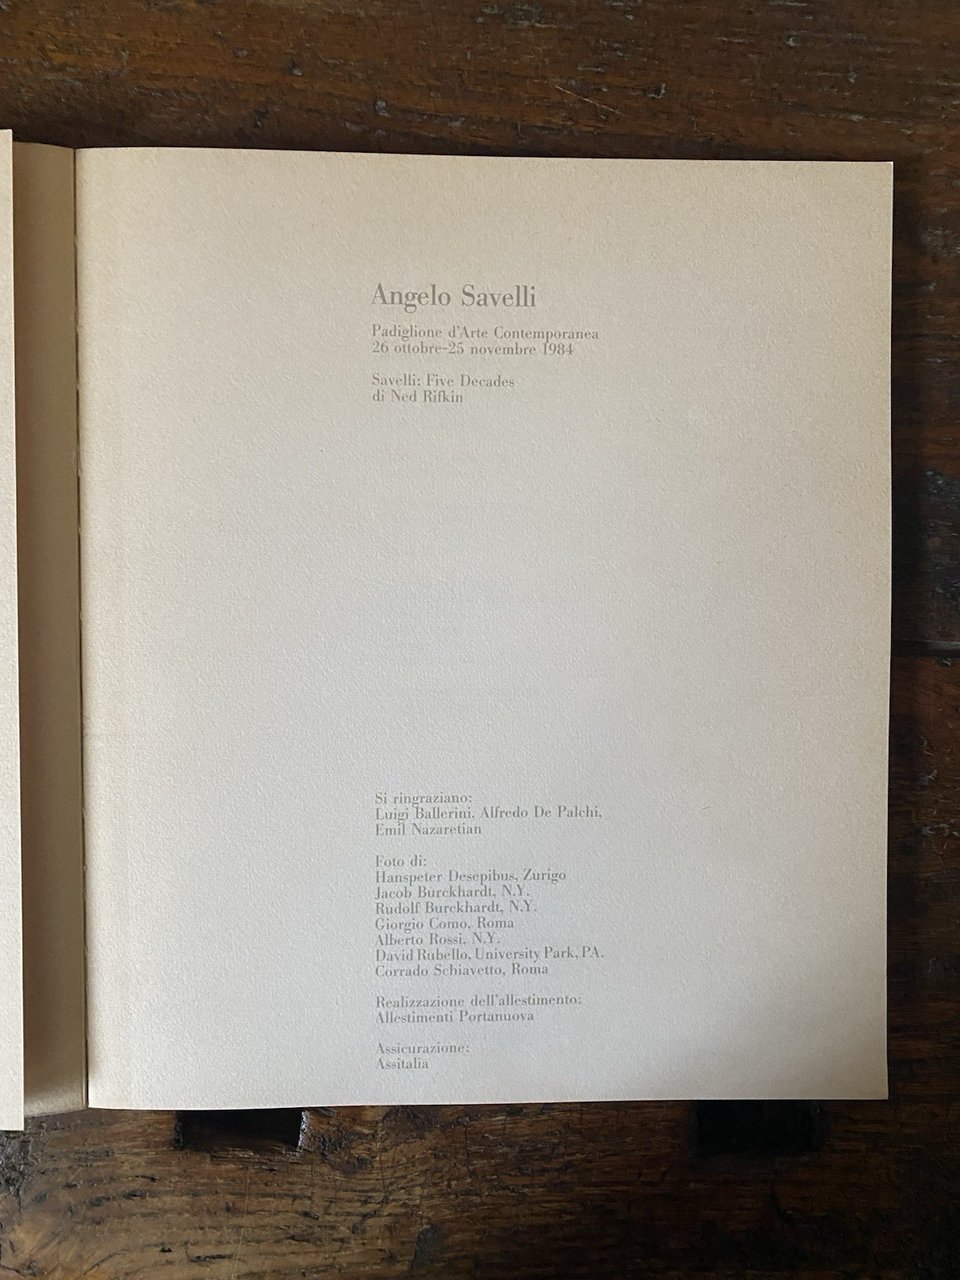 Angelo Savelli
Padiglione d'Arte Contemporanea
26 ottobre-25 novembre 1984
Savelli: Five Decades
di Ned Rifkin
Si ringraziano:
Luigi Ballerini, Alfredo De Palchi,
Emil Nazaretian
Foto di:
Hanspeter Desepibus, Zurigo
Jacob Burckhardt, N.Y.
Rudolf Burckhardt, N.Y.
Giorgio Como, Roma
Alberto Rossi, N.Y.
David Rubello, University Park, PA.
Corrado Schiavetto, Roma
Realizzazione dell'allestimento:
Allestimenti Portanuova
Assicurazione:
Assitalia